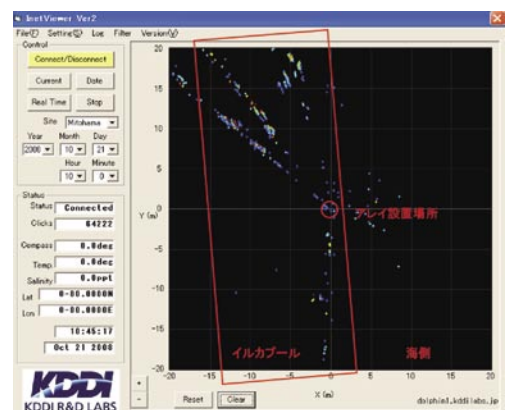 InetViewer Ver2
File(F) Setting(S) Log Filter Version(V)
Control
Connect/Disconnect
Current Date
Real Time Stop
Site Mitohama
Year Month Day
2006 10 21
Hour Minute
10 0
Status
Status Connected
Clicks 64222
Compass 0.0deg
Temp. 0.0deg
Salinity 0.0ppt
Lat 0-00.0000N
Lon 0-00.0000E
10:45:17
Oct 21 2006
KDDI
KDDI R&D LABS
20
15
10
5
Y (m) 0
-5
-10
-15
-20
-20 -15 -10 -5 0 5 10 15 20
X (m)
アレイ設置場所
イルカプール 海側
+
-
Reset Clear
dolphin1.kddilabs.jp